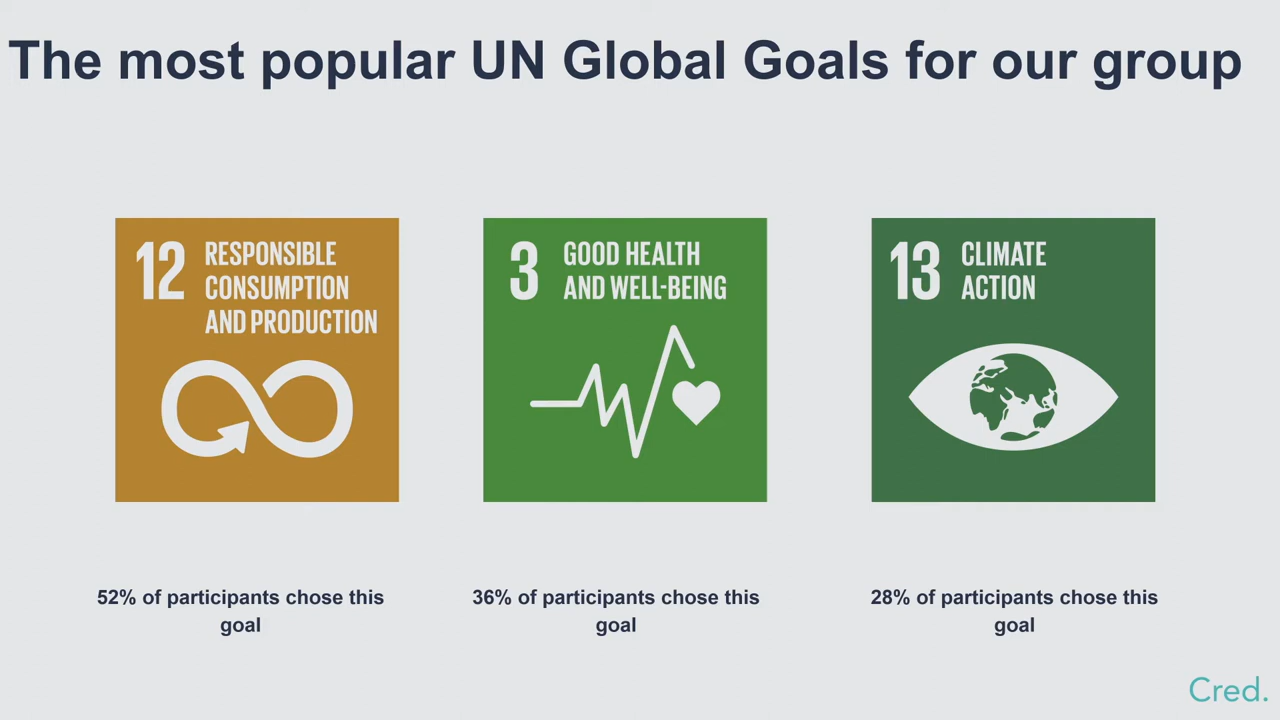 The most popular UN Global Goals for our group
12 RESPONSIBLE
CONSUMPTION
AND PRODUCTION
3 GOOD HEALTH
AND WELL-BEING
13 CLIMATE
ACTION
52% of participants chose this
goal
36% of participants chose this
goal
28% of participants chose this
goal
Cred.